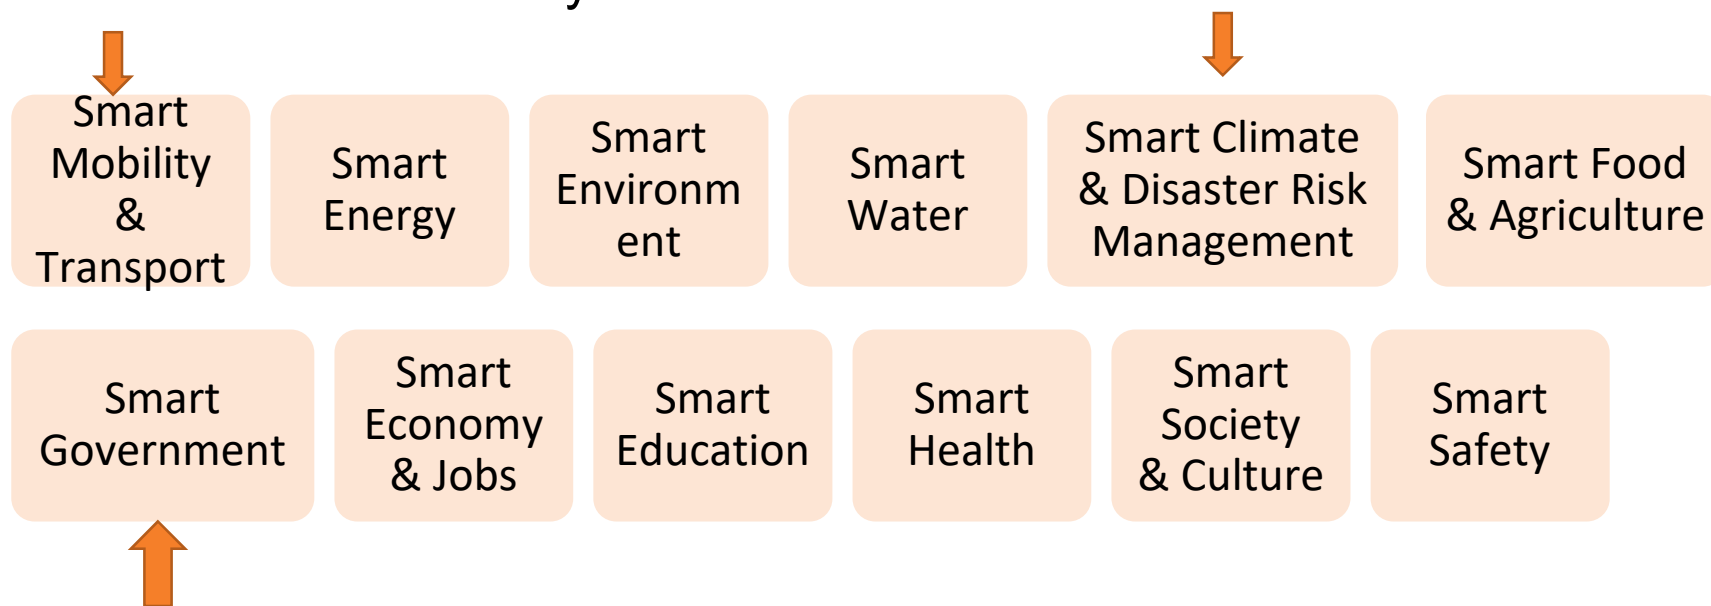 Smart
Mobility
&
Transport
Smart
Energy
Smart
Environm
ent
Smart
Water
Smart Climate
& Disaster Risk
Management
Smart Food
& Agriculture
Smart
Government
Smart
Economy
& Jobs
Smart
Education
Smart
Health
Smart
Society
& Culture
Smart
Safety